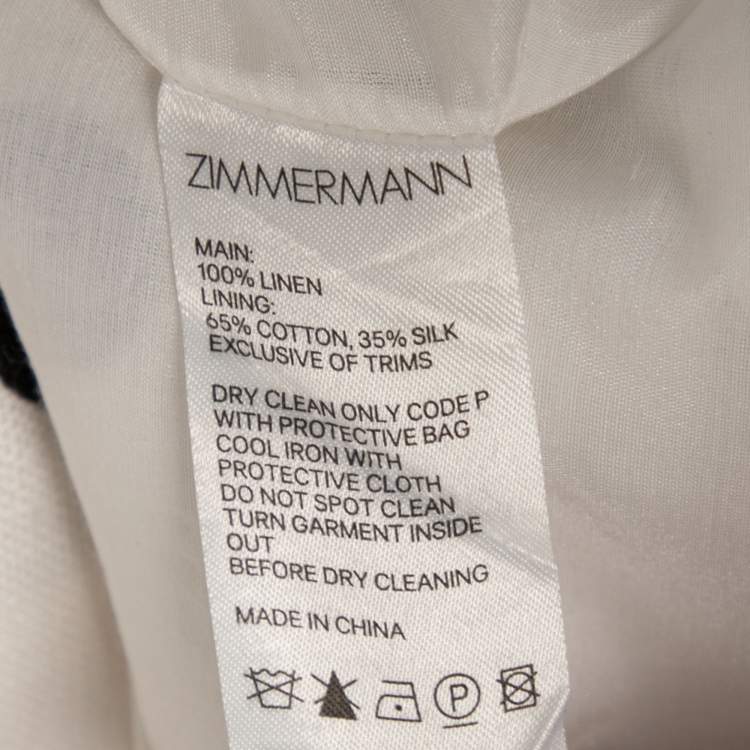 ZIMMERMANN
MAIN:
100% LINEN
LINING:
65% COTTON, 35% SILK
EXCLUSIVE OF TRIMS
DRY CLEAN ONLY CODE P
WITH PROTECTIVE BAG
COOL IRON WITH
PROTECTIVE CLOTH
DO NOT SPOT CLEAN
TURN GARMENT INSIDE
OUT
BEFORE DRY CLEANING
MADE IN CHINA
P